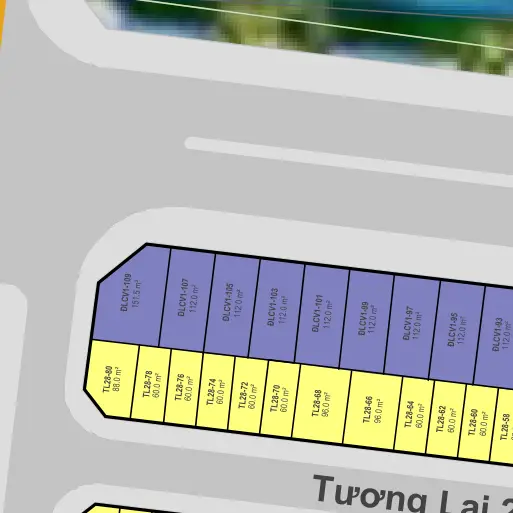 ĐLCV1-109
151.5 m²
ĐLCV1-107
112.0 m²
ĐLCV1-105
112.0 m²
ĐLCV1-103
112.0 m²
ĐLCV1-101
112.0 m²
ĐLCV1-99
112.0 m²
ĐLCV1-97
112.0 m²
ĐLCV1-95
112.0 m²
ĐLCV1-93
TL28-80
88.0 m²
TL28-78
60.0 m²
TL28-76
60.0 m²
TL28-74
60.0 m²
TL28-72
60.0 m²
TL28-70
60.0 m²
TL28-68
96.0 m²
TL28-66
96.0 m²
TL28-64
60.0 m²
TL28-62
60.0 m²
TL28-60
60.0 m²
TL28-58
Tương Lai